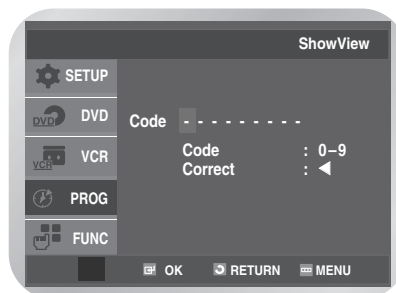 ShowView
SETUP
DVD DVD
Code - - - - - - - - -
Code : 0–9
VCR VCR
Correct : ◀
PROG
FUNC
OK RETURN MENU